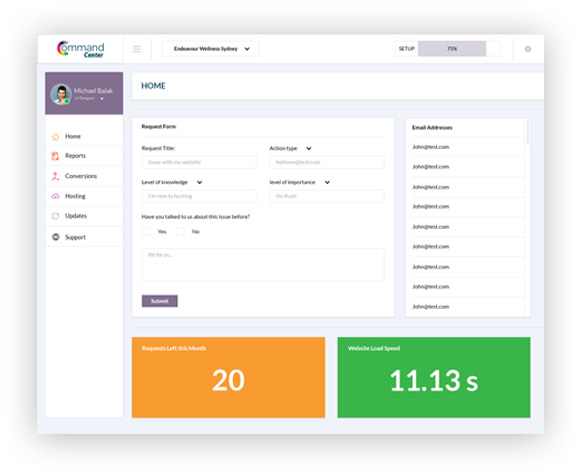 Command
Center
Endeavour Wellness Sydney
SETUP
75%
Michael Balak
UI Designer
HOME
Home
Reports
Conversions
Hosting
Updates
Support
Request Form
Request Title:
Action type
Issue with my website
hellome@test.com
Level of knowledge
level of importance
I'm new to hosting
No Rush
Have you talked to us about this issue before?
Yes
No
Write us...
Submit
Email Addresses
John@test.com
John@test.com
John@test.com
John@test.com
John@test.com
John@test.com
John@test.com
John@test.com
John@test.com
Requests Left this Month
20
Website Load Speed
11.13 s